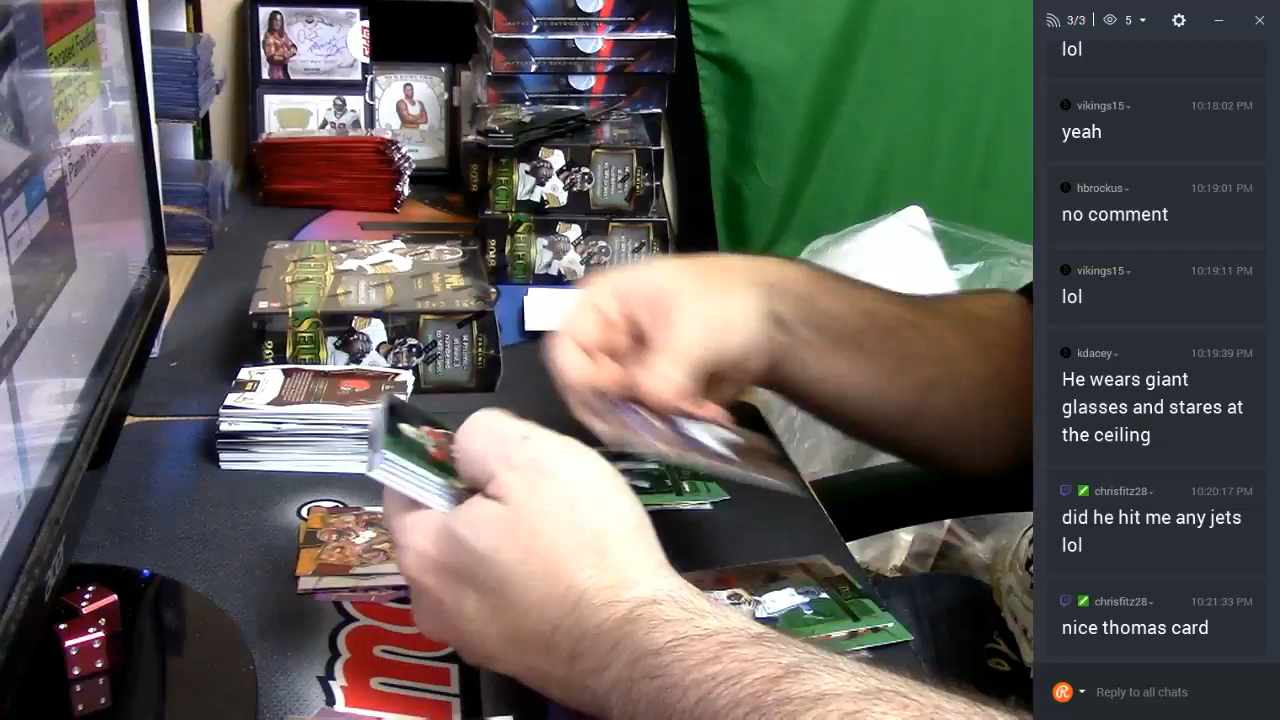 3/3
5
lol
vikings15
10:18:02 PM
yeah
hbrockus
10:19:01 PM
no comment
vikings15
10:19:11 PM
lol
kdacey
10:19:39 PM
He wears giant
glasses and stares at
the ceiling
chrisfitz28
10:20:17 PM
did he hit me any jets
lol
chrisfitz28
10:21:33 PM
nice thomas card
Reply to all chats
SELECT
PANINI